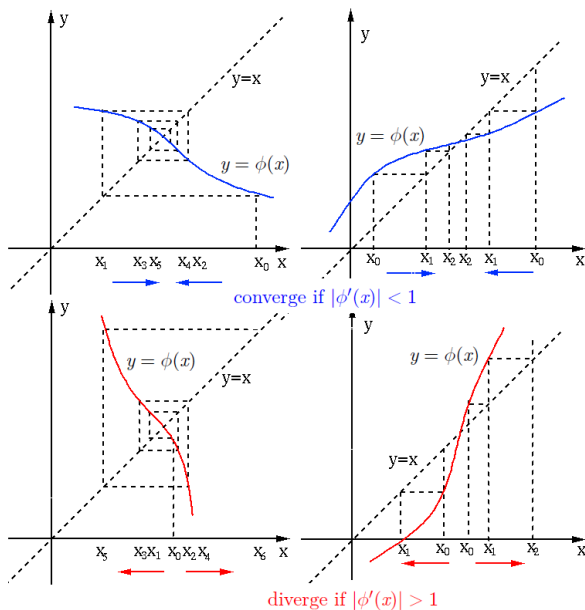 y
y
y=x
y=x
y = ϕ(x)
y = ϕ(x)
x₁ x₃ x₅ x₄ x₂ x₀ x
x₀ x₁ x₂ x₂ x₁ x₀ x
converge if |ϕ′(x)| < 1
y
y
y = ϕ(x)
y = ϕ(x)
y=x
y=x
x₅ x₃ x₁ x₀ x₂ x₄ x₆ x
x₁ x₀ x₀ x₁ x₂ x
diverge if |ϕ′(x)| > 1